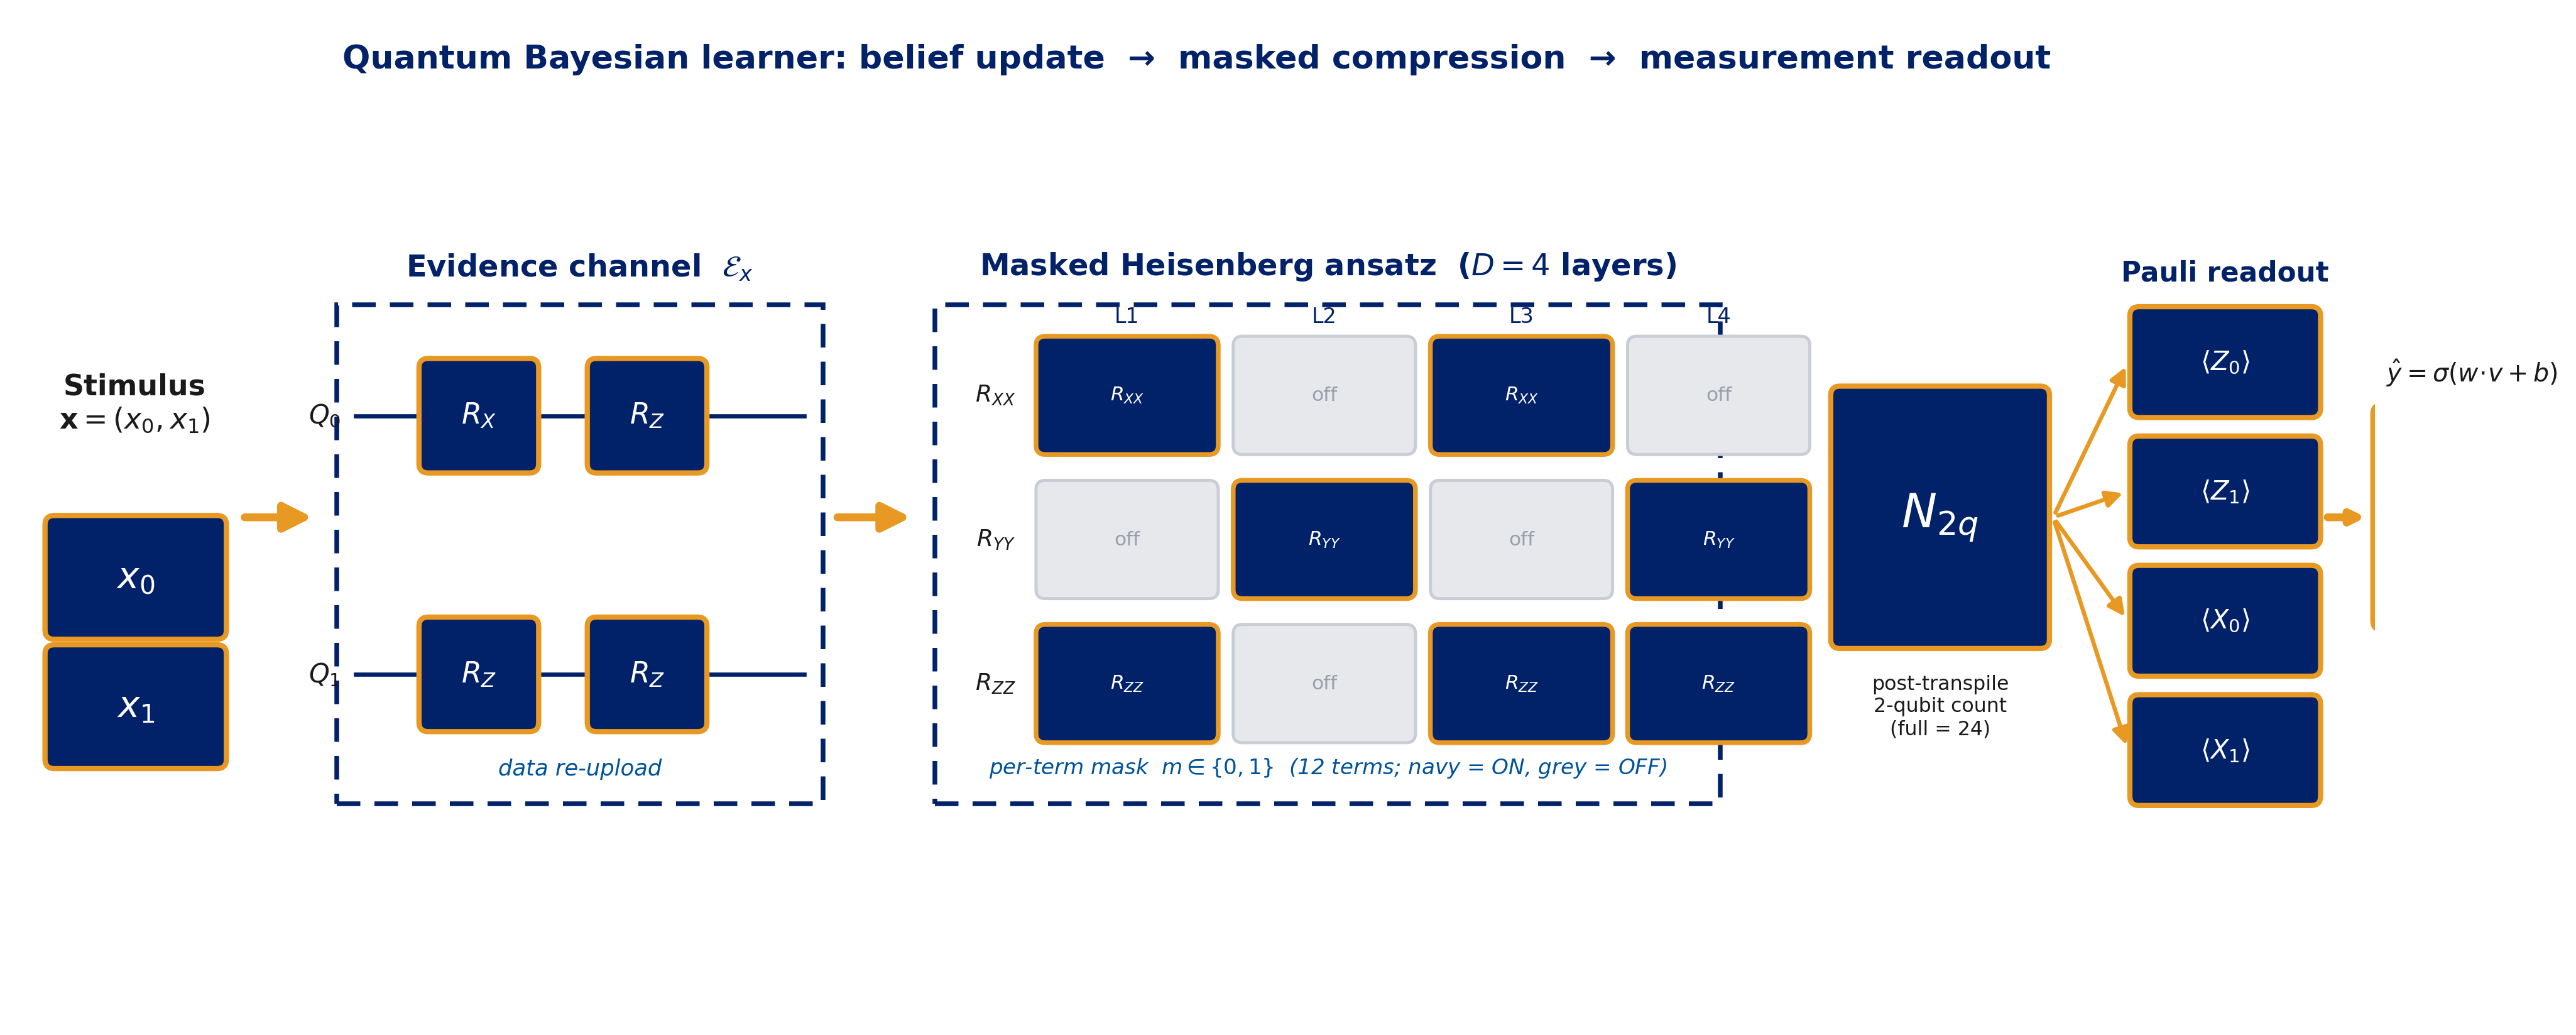 Quantum Bayesian learner: belief update → masked compression → measurement readout
Stimulus
x = (x₀, x₁)
x₀
x₁
Evidence channel ℰₓ
Q₀
R_X
R_Z
Q₁
R_Z
R_Z
data re-upload
Masked Heisenberg ansatz (D = 4 layers)
L1 L2 L3 L4
R_XX R_XX off R_XX off
R_YY off R_YY off R_YY
R_ZZ R_ZZ off R_ZZ R_ZZ
per-term mask m ∈ {0, 1} (12 terms; navy = ON, grey = OFF)
N_2q
post-transpile
2-qubit count
(full = 24)
Pauli readout
⟨Z₀⟩
⟨Z₁⟩
⟨X₀⟩
⟨X₁⟩
ŷ = σ(w·v + b)